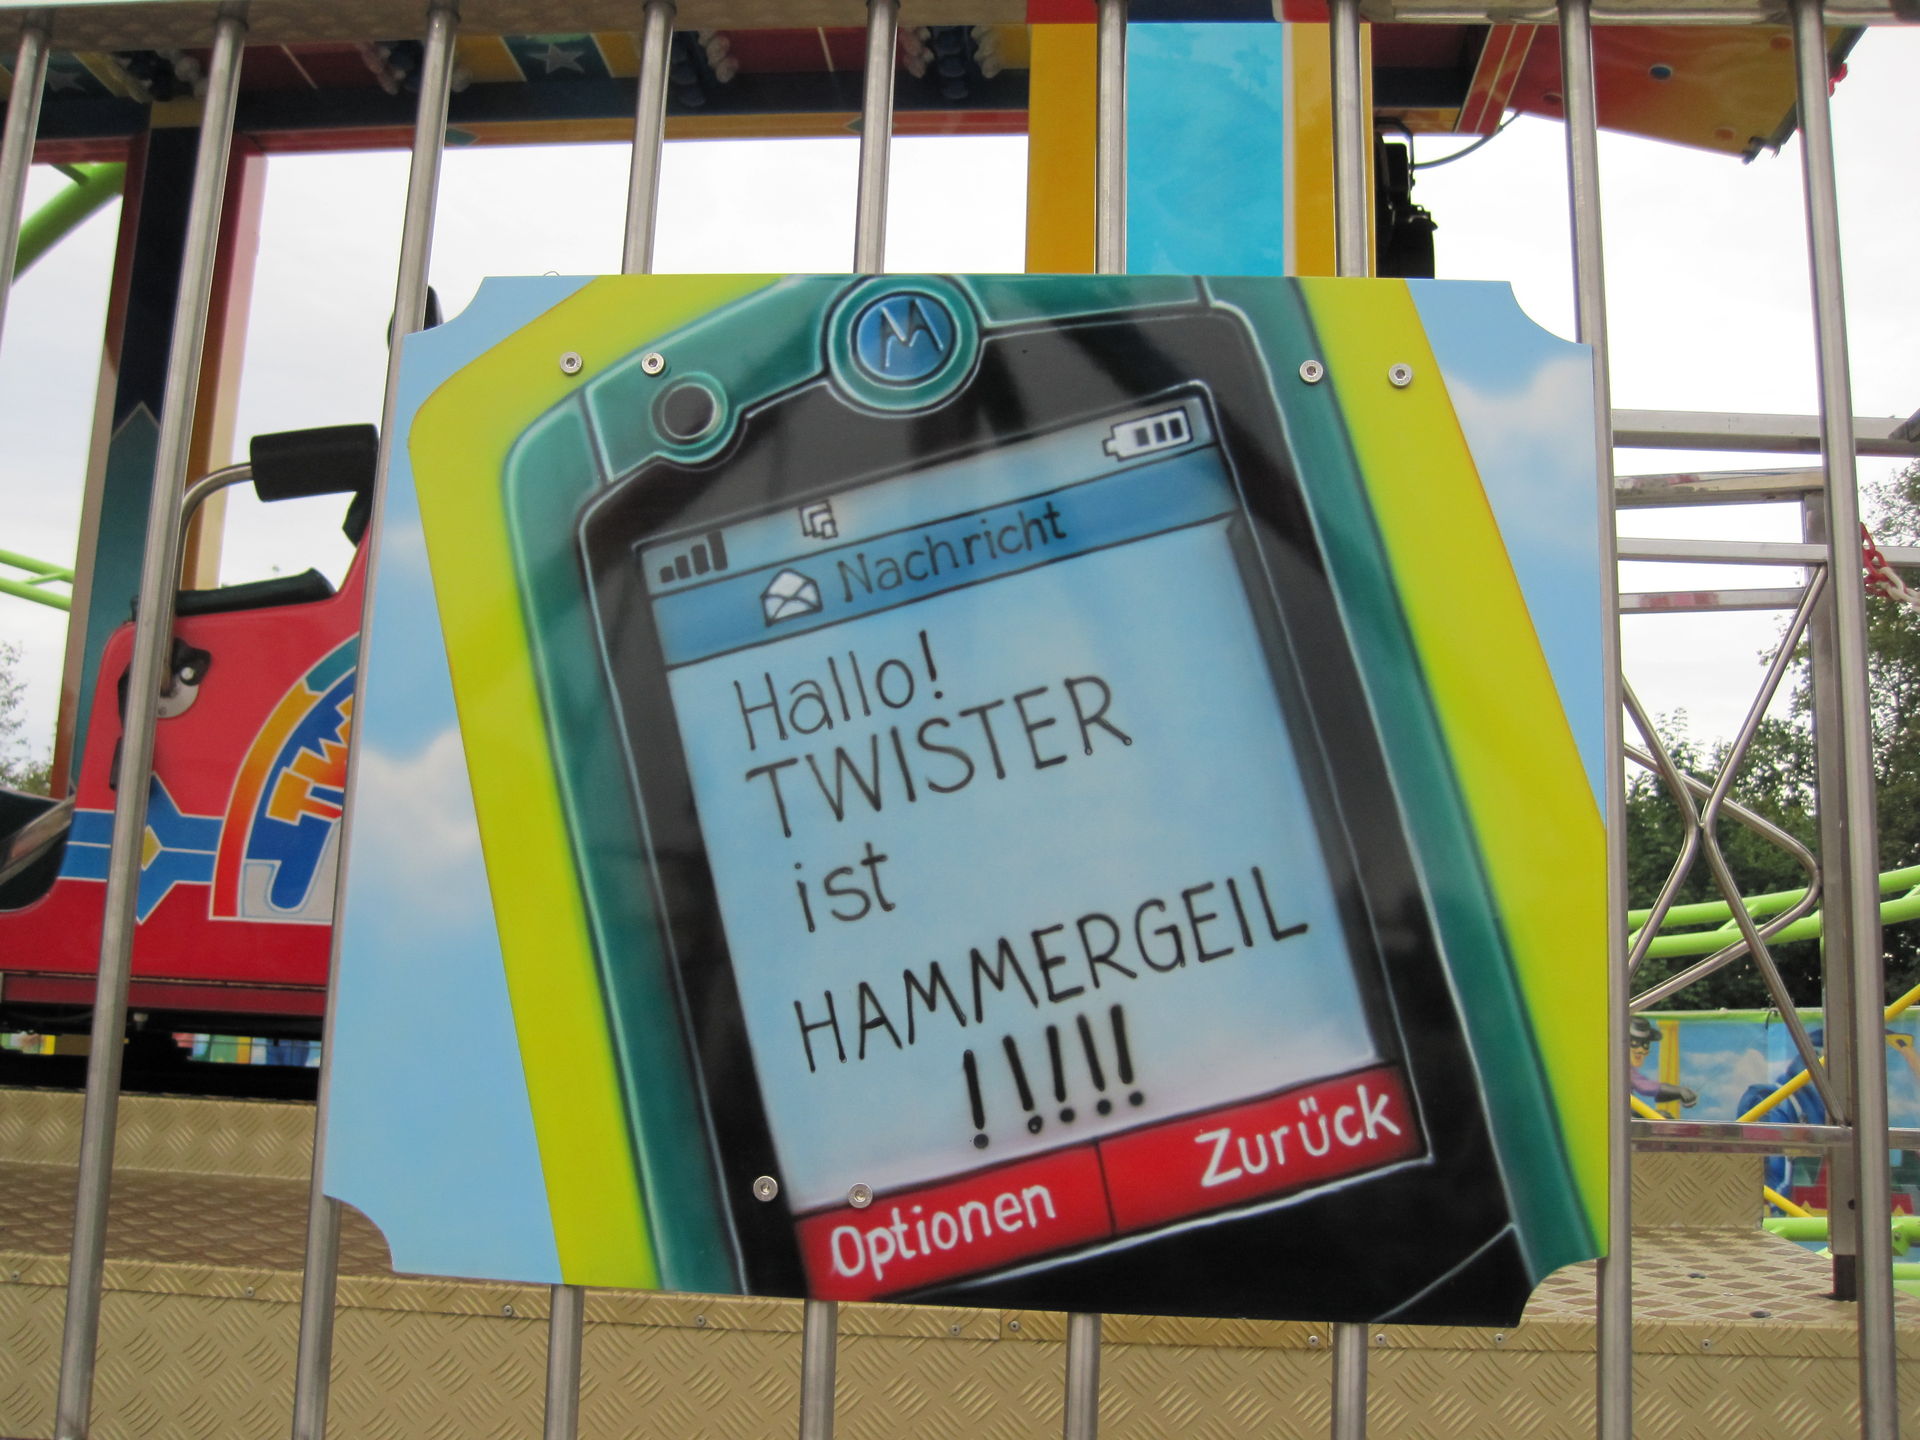 Nachricht
Hallo!
TWISTER
ist
HAMMERGEIL
!!!!!
Optionen
Zurück